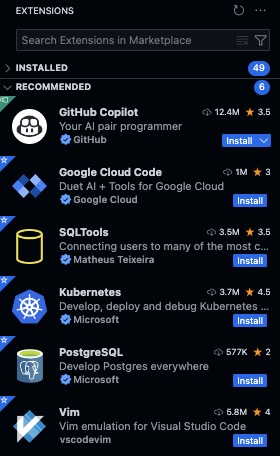 EXTENSIONS
Search Extensions in Marketplace
INSTALLED 49
RECOMMENDED 6
GitHub Copilot 12.4M 3.5
Your AI pair programmer
GitHub Install
Google Cloud Code 1M 3
Duet AI + Tools for Google Cloud
Google Cloud Install
SQLTools 3.5M 3.5
Connecting users to many of the most c...
Matheus Teixeira Install
Kubernetes 3.7M 4.5
Develop, deploy and debug Kubernetes ...
Microsoft Install
PostgreSQL 577K 2
Develop Postgres everywhere
Microsoft Install
Vim 5.8M 4
Vim emulation for Visual Studio Code
vscodevim Install